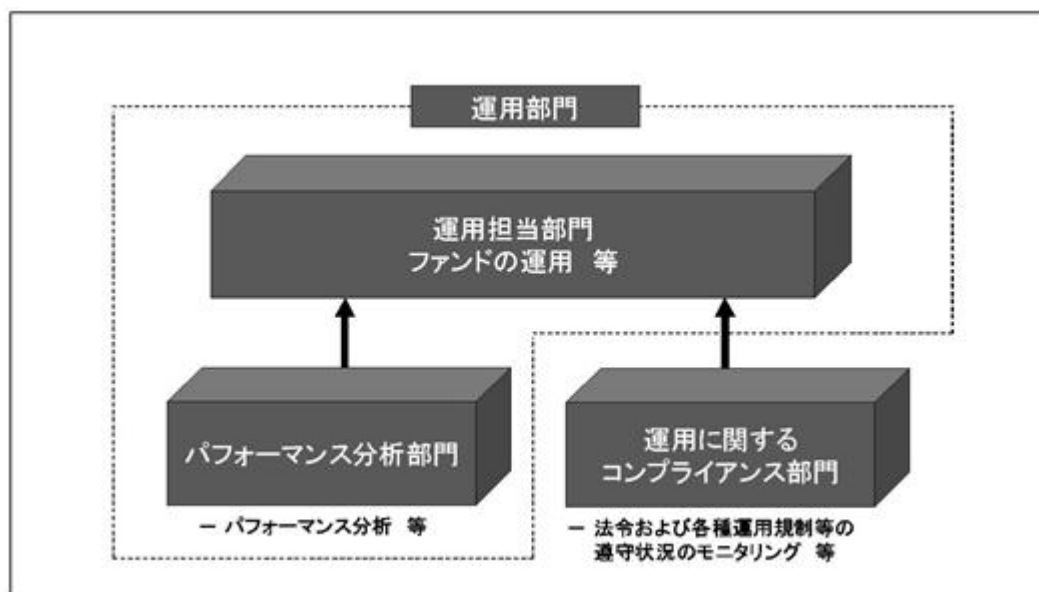 運用部門
運用担当部門
ファンドの運用 等
パフォーマンス分析部門
− パフォーマンス分析 等
運用に関する
コンプライアンス部門
− 法令および各種運用規制等の
遵守状況のモニタリング 等